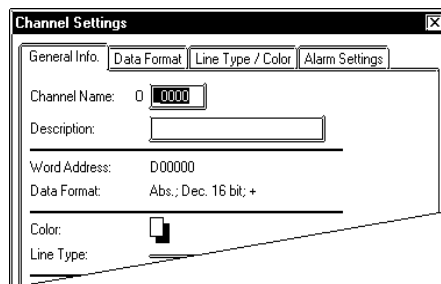 Channel Settings
General Info. Data Format Line Type / Color Alarm Settings
Channel Name: O 0000
Description:
Word Address: D00000
Data Format: Abs.; Dec. 16 bit; +
Color:
Line Type: